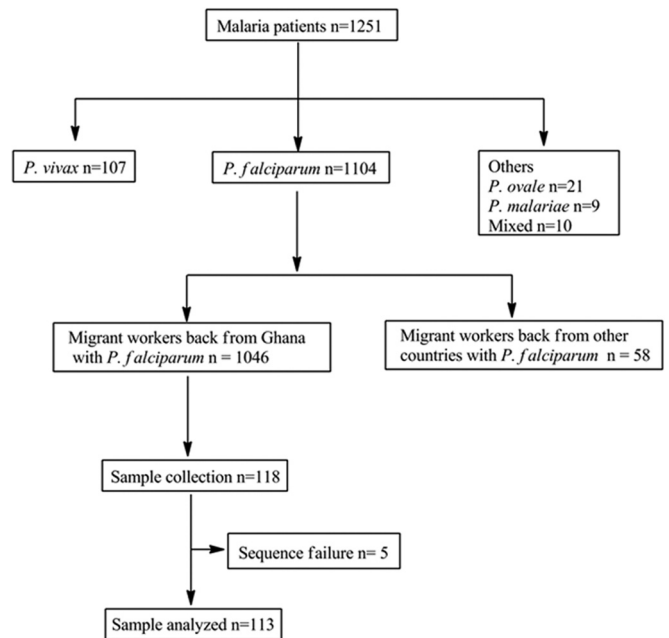 Malaria patients n=1251
P. vivax n=107
P. falciparum n=1104
Others
P. ovale n=21
P. malariae n=9
Mixed n=10
Migrant workers back from Ghana
with P. falciparum n = 1046
Migrant workers back from other
countries with P. falciparum n = 58
Sample collection n=118
Sequence failure n= 5
Sample analyzed n=113